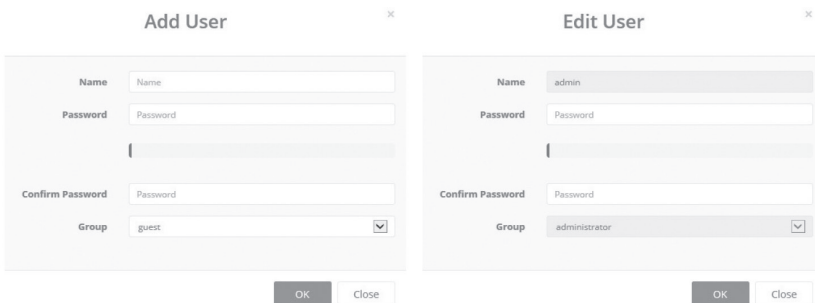 Add User
×
Name Name
Password Password
Confirm Password Password
Group guest
OK Close
Edit User
×
Name admin
Password Password
Confirm Password Password
Group administrator
OK Close